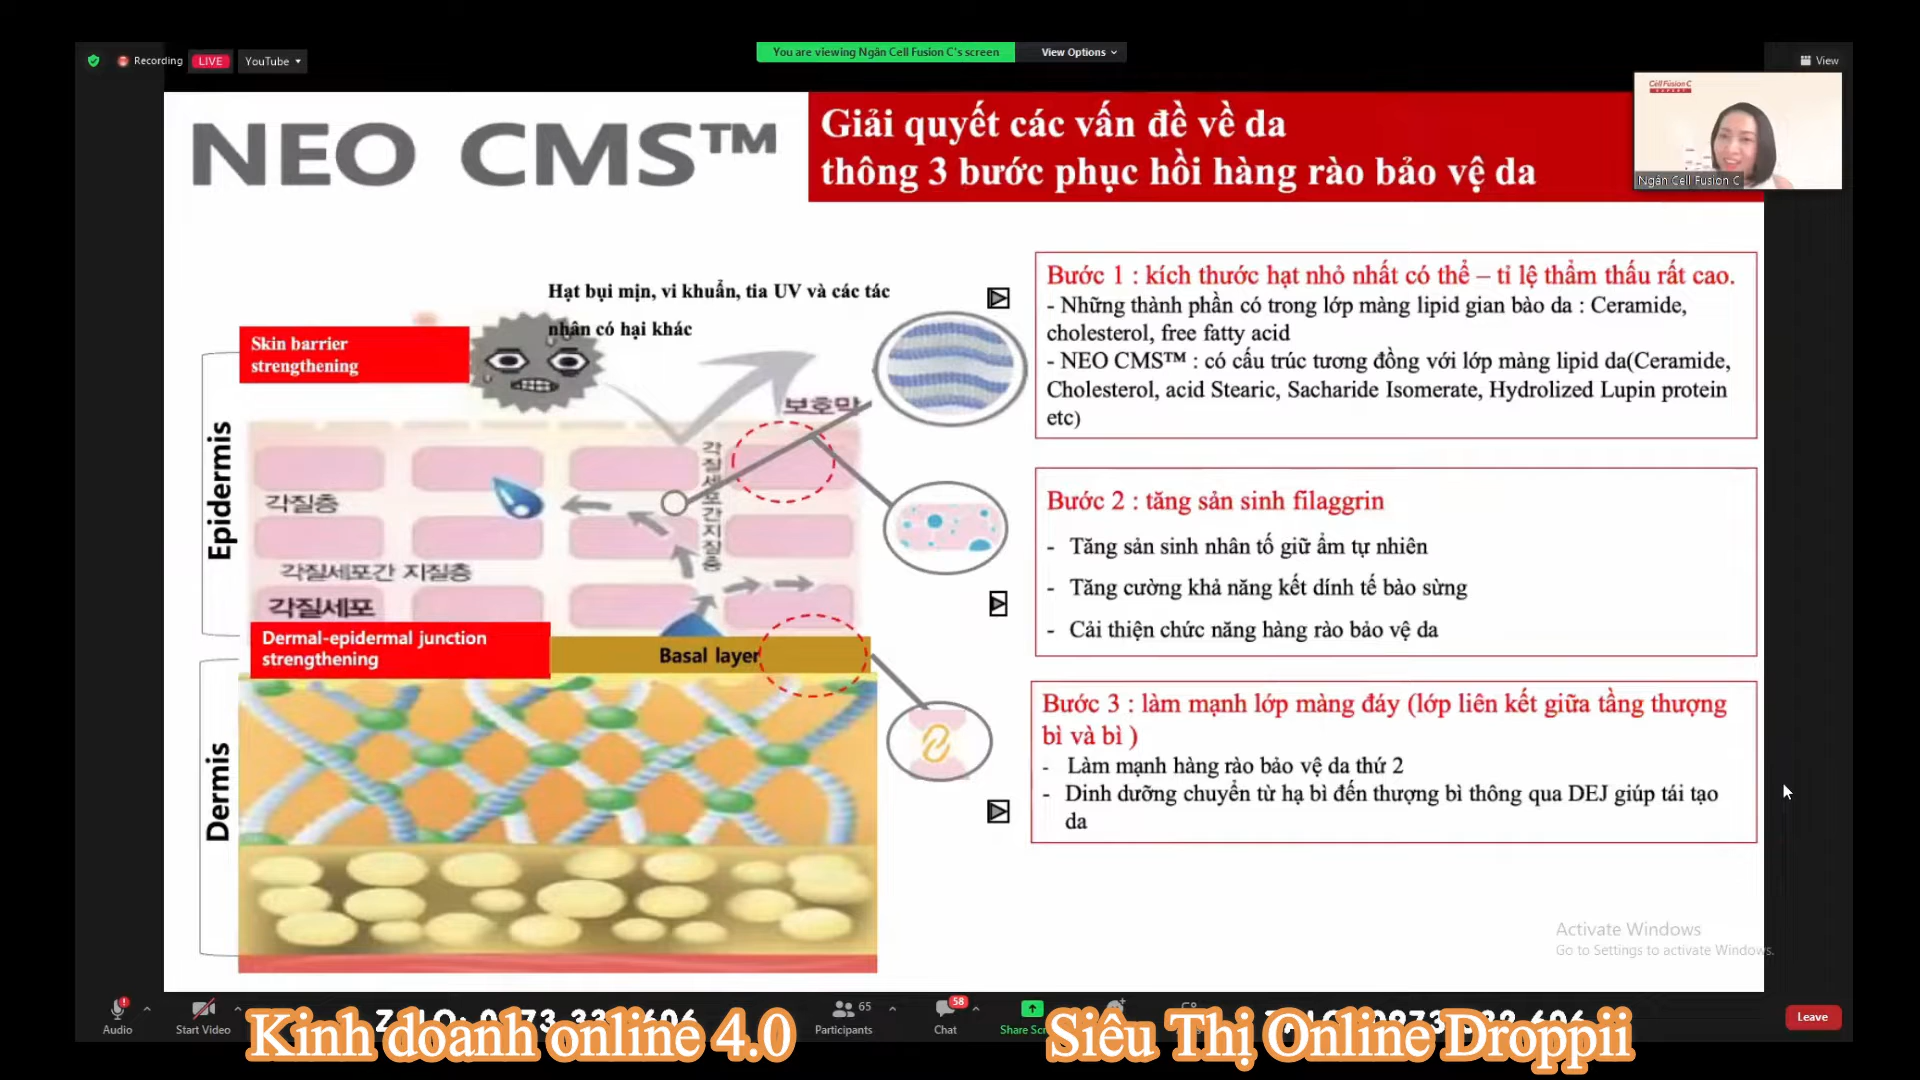 You are viewing Ngân Cell Fusion C's screen
View Options
Recording
LIVE
YouTube
View
Cell Fusion C
EXPERT
Ngân Cell Fusion C
NEO CMS™
Giải quyết các vấn đề về da
thông 3 bước phục hồi hàng rào bảo vệ da
Hạt bụi mịn, vi khuẩn, tia UV và các tác
nhân có hại khác
Skin barrier
strengthening
보호막
Epidermis
각질층
각질세포간지질층
각질세포간 지질층
각질세포
Dermal-epidermal junction
strengthening
Basal layer
Dermis
Bước 1 : kích thước hạt nhỏ nhất có thể – tỉ lệ thẩm thấu rất cao.
- Những thành phần có trong lớp màng lipid gian bào da : Ceramide,
cholesterol, free fatty acid
- NEO CMS™ : có cấu trúc tương đồng với lớp màng lipid da(Ceramide,
Cholesterol, acid Stearic, Sacharide Isomerate, Hydrolized Lupin protein
etc)
Bước 2 : tăng sản sinh filaggrin
- Tăng sản sinh nhân tố giữ ẩm tự nhiên
- Tăng cường khả năng kết dính tế bào sừng
- Cải thiện chức năng hàng rào bảo vệ da
Bước 3 : làm mạnh lớp màng đáy (lớp liên kết giữa tầng thượng
bì và bì )
- Làm mạnh hàng rào bảo vệ da thứ 2
- Dinh dưỡng chuyển từ hạ bì đến thượng bì thông qua DEJ giúp tái tạo
da
Activate Windows
Go to Settings to activate Windows.
Audio
Start Video
65
Participants
58
Chat
Share
Leave
Kinh doanh online 4.0
Siêu Thị Online Droppii